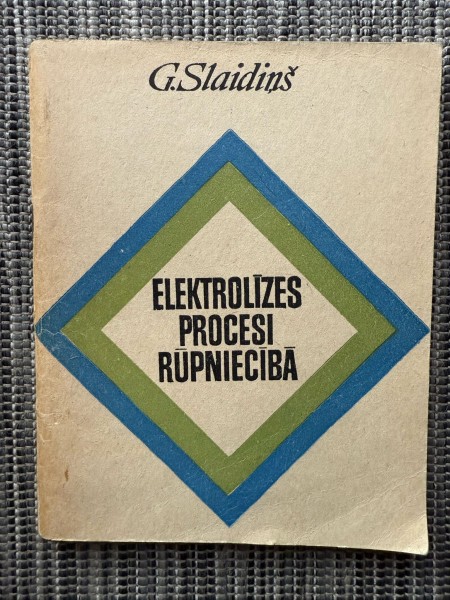 G.Slaidiņš
ELEKTROLĪZES
PROCESI
RŪPNIECĪBĀ